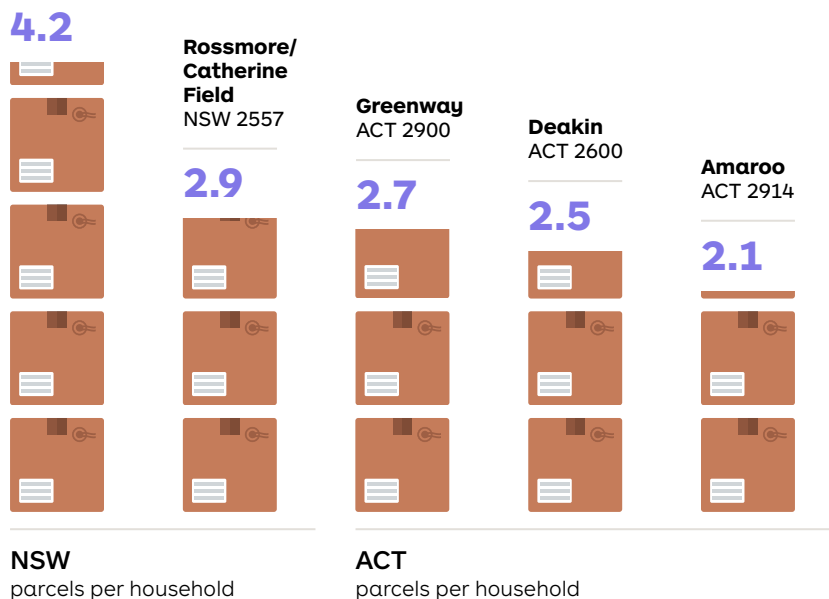 4.2
Rossmore/
Catherine
Field
NSW 2557
2.9
Greenway
ACT 2900
2.7
Deakin
ACT 2600
2.5
Amaroo
ACT 2914
2.1
NSW
parcels per household
ACT
parcels per household